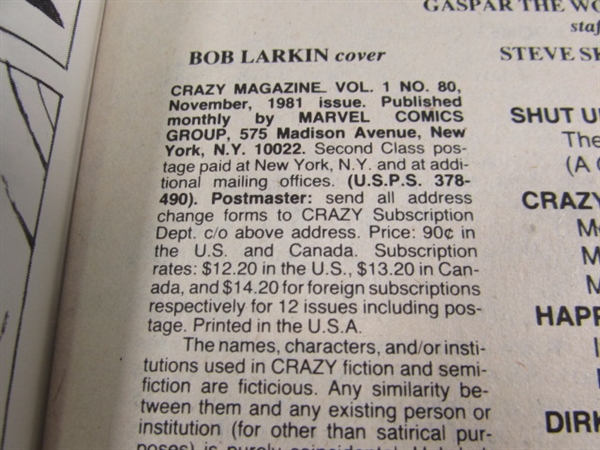 GASPAR THE WO
staf
BOB LARKIN cover
STEVE SK
CRAZY MAGAZINE VOL. 1 NO. 80,
November, 1981 issue. Published
monthly by MARVEL COMICS
GROUP, 575 Madison Avenue, New
York, N.Y. 10022. Second Class pos-
tage paid at New York, N.Y. and at addi-
tional mailing offices. (U.S.P.S. 378-
490). Postmaster: send all address
change forms to CRAZY Subscription
Dept. c/o above address. Price: 90¢ in
the U.S. and Canada. Subscription
rates: $12.20 in the U.S., $13.20 in Can-
ada, and $14.20 for foreign subscriptions
respectively for 12 issues including pos-
tage. Printed in the U.S.A.
The names, characters, and/or insti-
tutions used in CRAZY fiction and semi-
fiction are ficticious. Any similarity be-
tween them and any existing person or
institution (for other than satirical pur-
poses) is purely coincidental
SHUT U
The
(A C
CRAZY
M
M
HAPP
DIRK